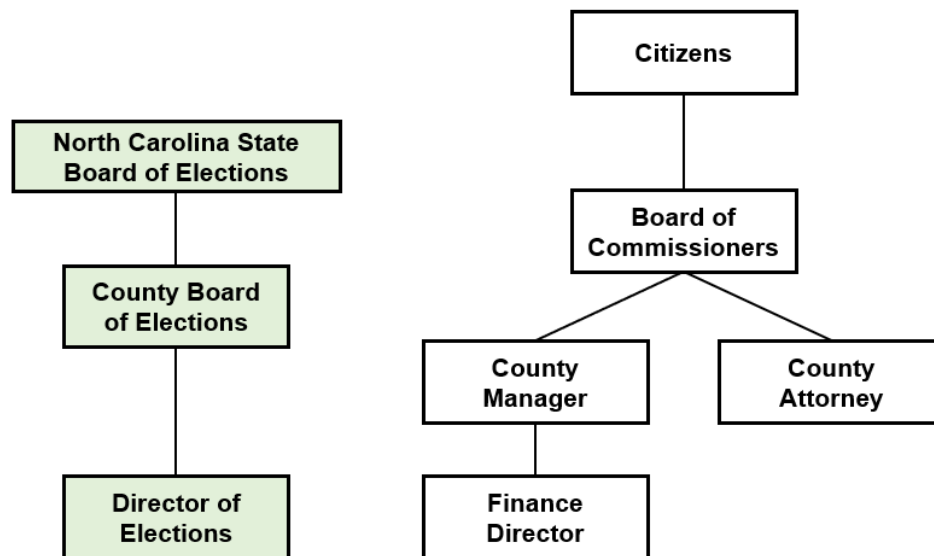 Citizens
North Carolina State
Board of Elections
Board of
Commissioners
County Board
of Elections
County
Manager
County
Attorney
Director of
Elections
Finance
Director